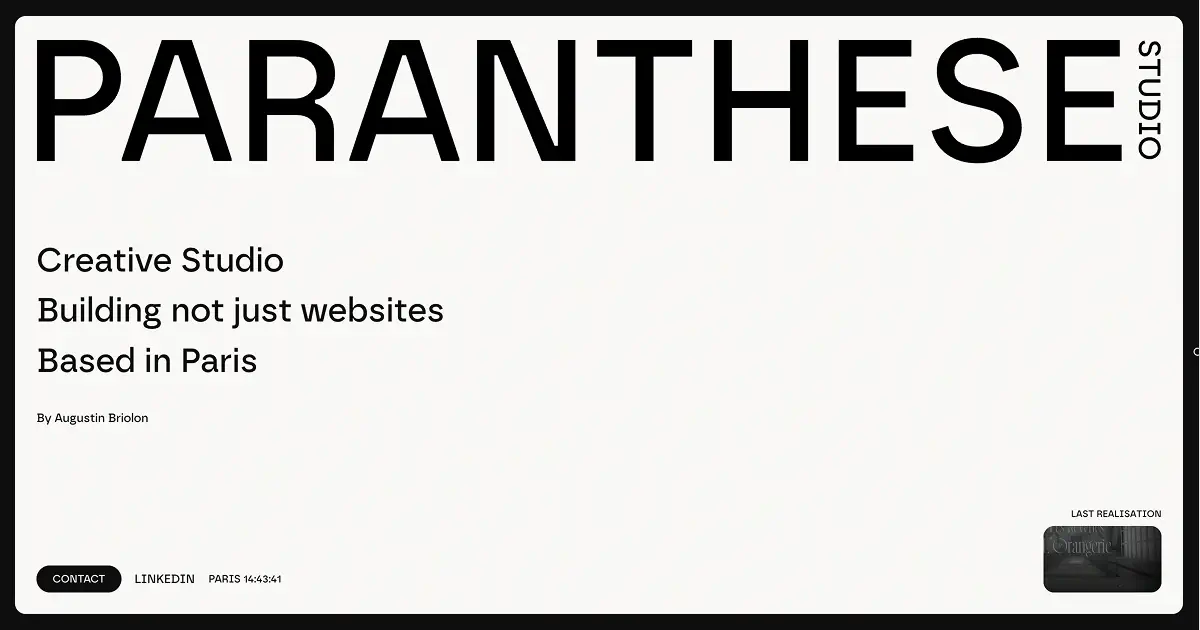 PARANTHESE
STUDIO
Creative Studio
Building not just websites
Based in Paris
By Augustin Briolon
LAST REALISATION
Orangerie
CONTACT
LINKEDIN
PARIS 14:43:41